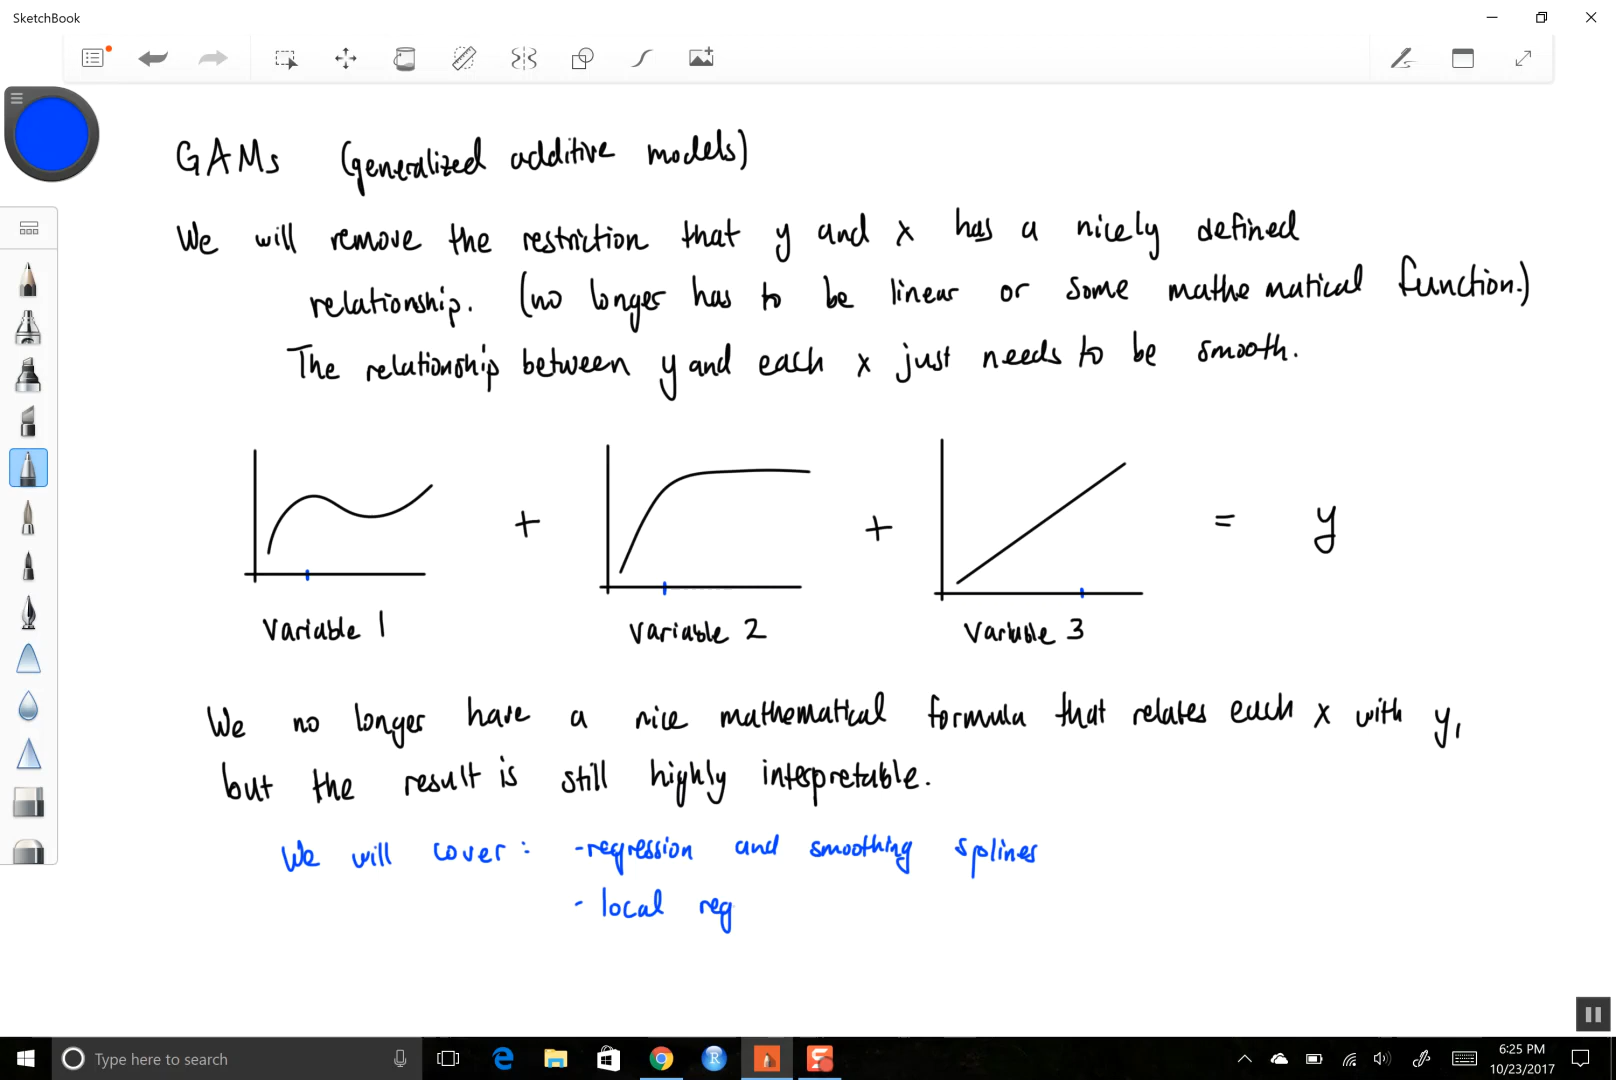 SketchBook
GAMs (generalized additive models)
We will remove the restriction that y and x has a nicely defined
relationship. (no longer has to be linear or some mathematical function.)
The relationship between y and each x just needs to be smooth.
+ + = y
Variable 1 Variable 2 Variable 3
We no longer have a nice mathematical formula that relates each x with y,
but the result is still highly interpretable.
We will cover: -regression and smoothing splines
- local reg
Type here to search
6:25 PM
10/23/2017